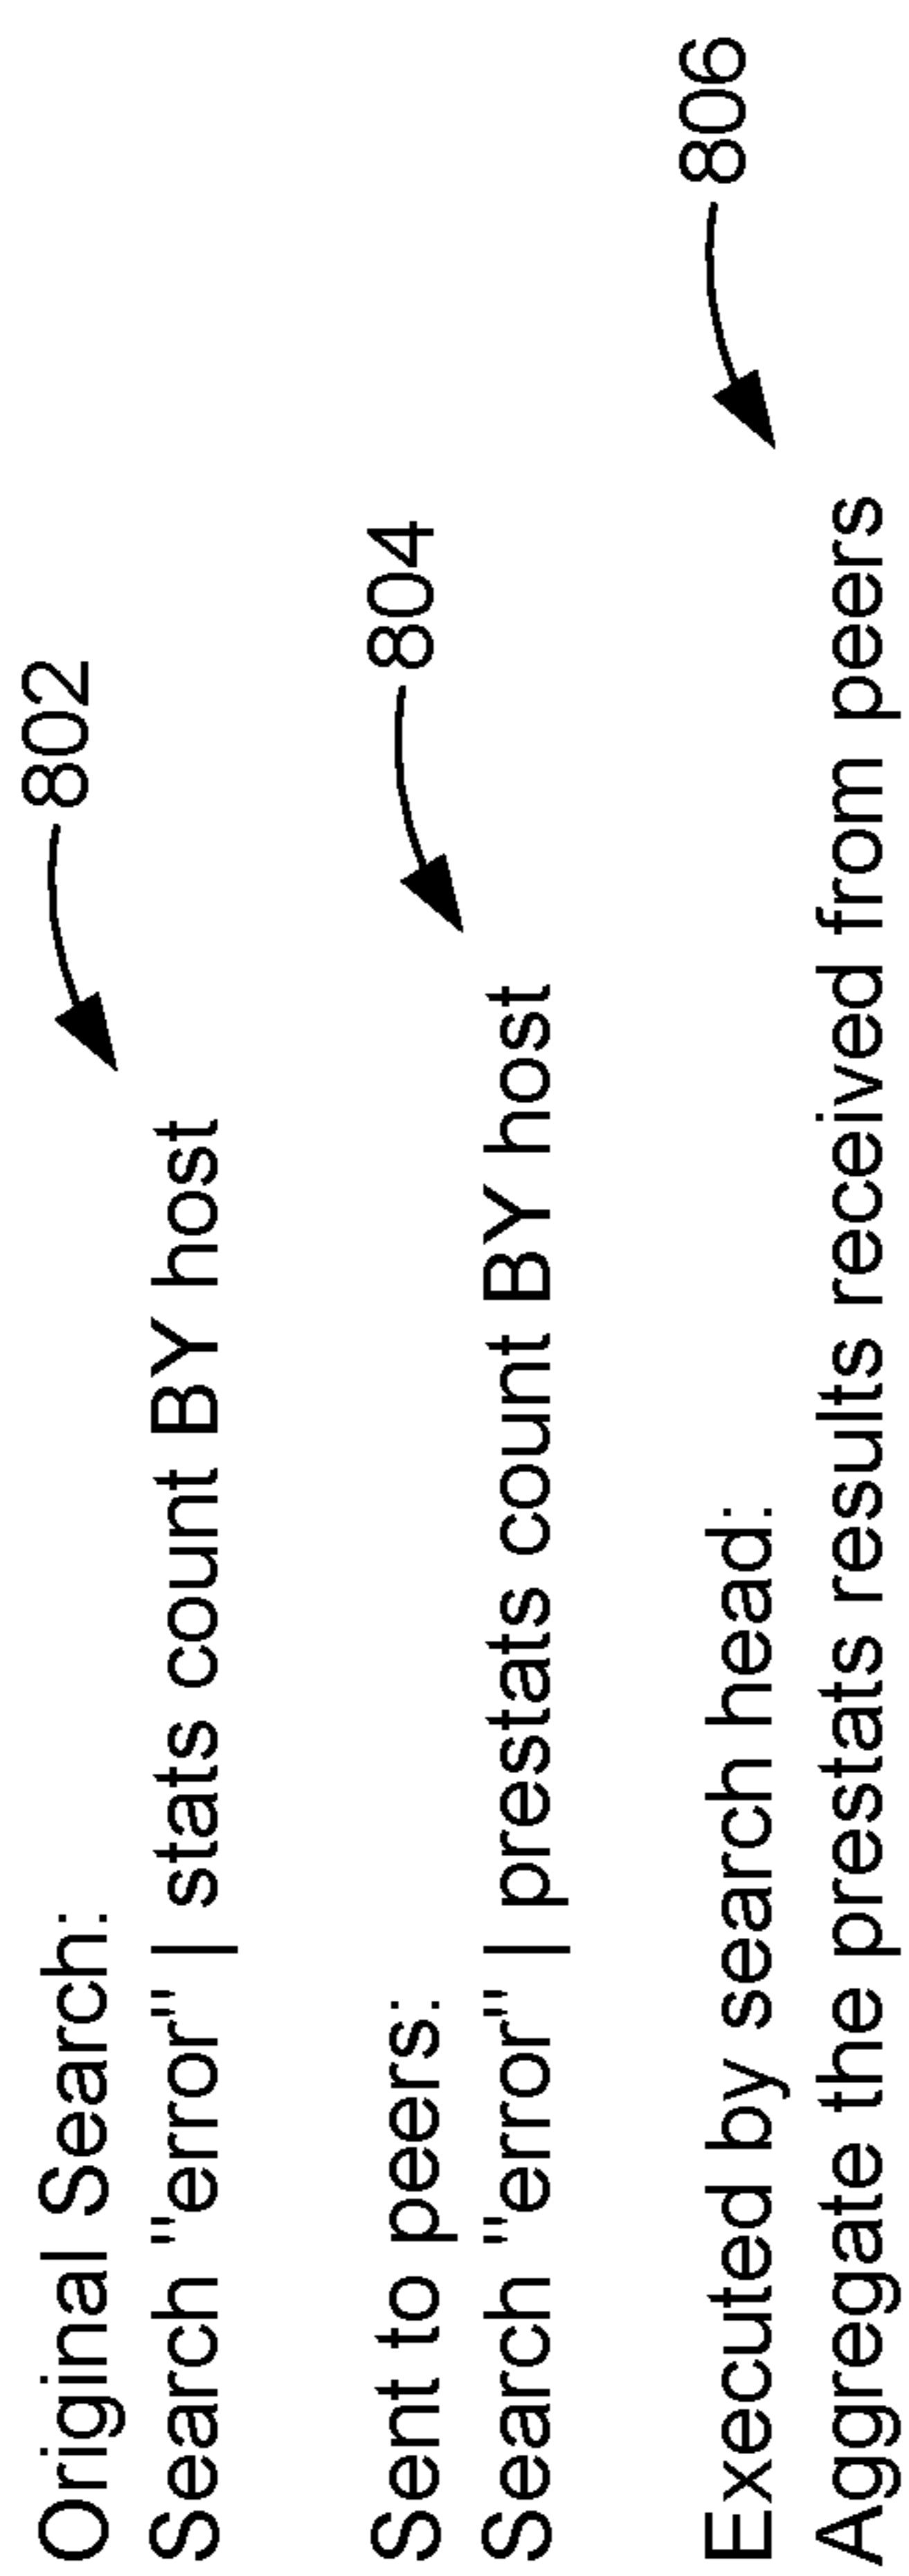 Original Search:
802
Search "error" | stats count BY host
Sent to peers:
804
Search "error" | prestats count BY host
Executed by search head:
806
Aggregate the prestats results received from peers